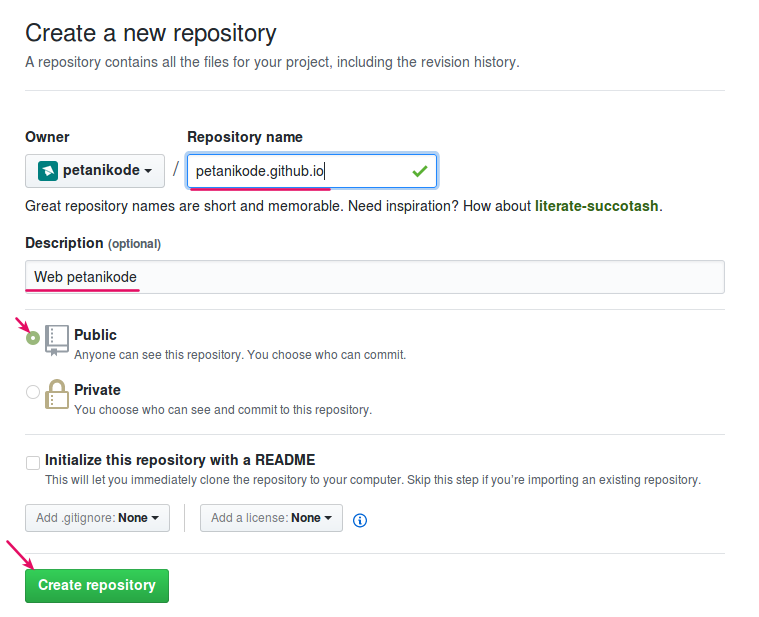 Create a new repository
A repository contains all the files for your project, including the revision history.
Owner
Repository name
petanikode
/
petanikode.github.io
Great repository names are short and memorable. Need inspiration? How about literate-succotash.
Description (optional)
Web petanikode
Public
Anyone can see this repository. You choose who can commit.
Private
You choose who can see and commit to this repository.
Initialize this repository with a README
This will let you immediately clone the repository to your computer. Skip this step if you’re importing an existing repository.
Add .gitignore: None
Add a license: None
Create repository